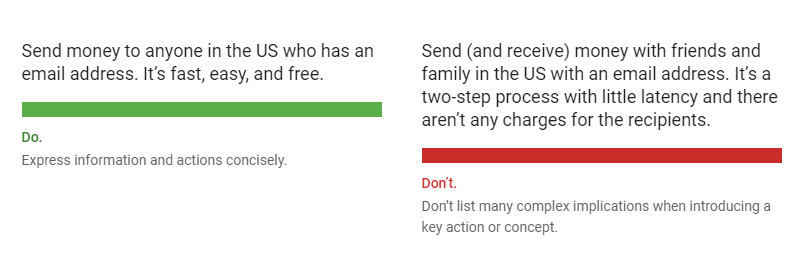 Send money to anyone in the US who has an
email address. It’s fast, easy, and free.
Do.
Express information and actions concisely.
Send (and receive) money with friends and
family in the US with an email address. It’s a
two-step process with little latency and there
aren’t any charges for the recipients.
Don’t.
Don’t list many complex implications when introducing a
key action or concept.